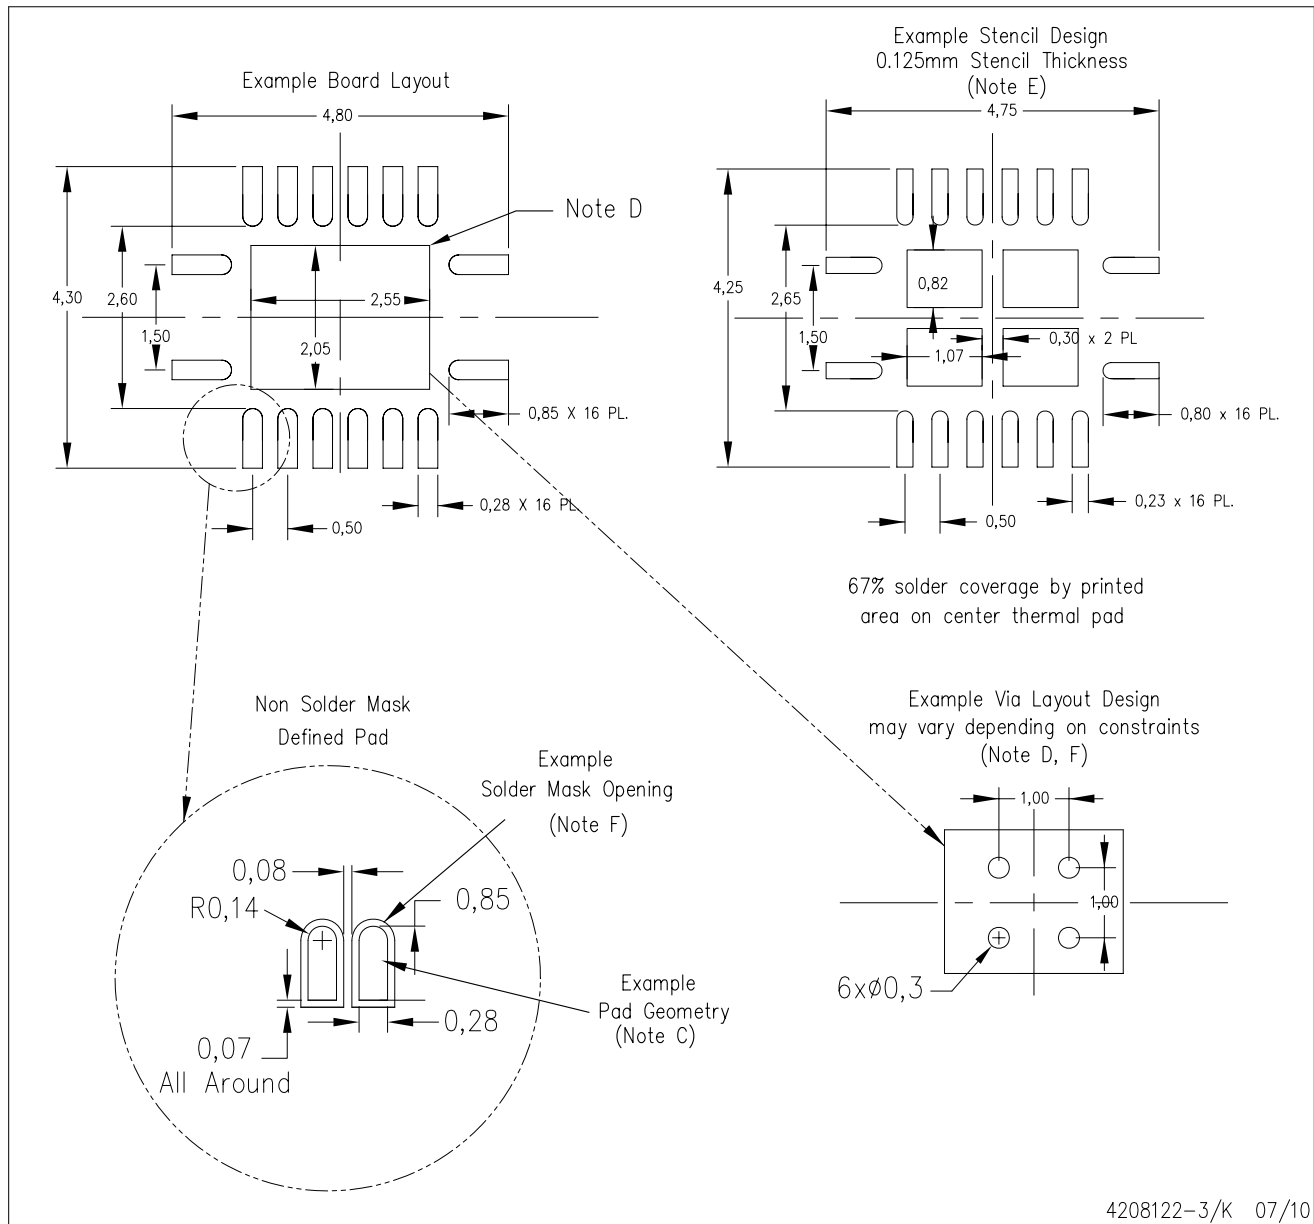 Example Board Layout
4,80
4,30
2,60
1,50
2,55
2,05
Note D
0,85 X 16 PL.
0,28 X 16 PL
0,50
Example Stencil Design
0.125mm Stencil Thickness
(Note E)
4,75
4,25
2,65
1,50
0,82
1,07
0,30 x 2 PL
0,80 x 16 PL.
0,23 x 16 PL.
0,50
67% solder coverage by printed
area on center thermal pad
Non Solder Mask
Defined Pad
Example
Solder Mask Opening
(Note F)
0,08
R0,14
0,85
Example
Pad Geometry
(Note C)
0,28
0,07
All Around
Example Via Layout Design
may vary depending on constraints
(Note D, F)
1,00
1,00
6xø0,3
4208122-3/K 07/10